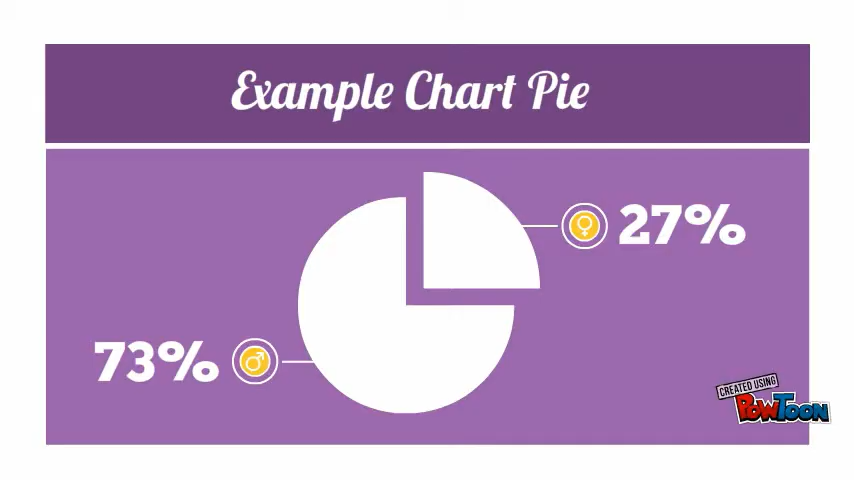 Example Chart Pie
27%
73%
CREATED USING
POWTOON